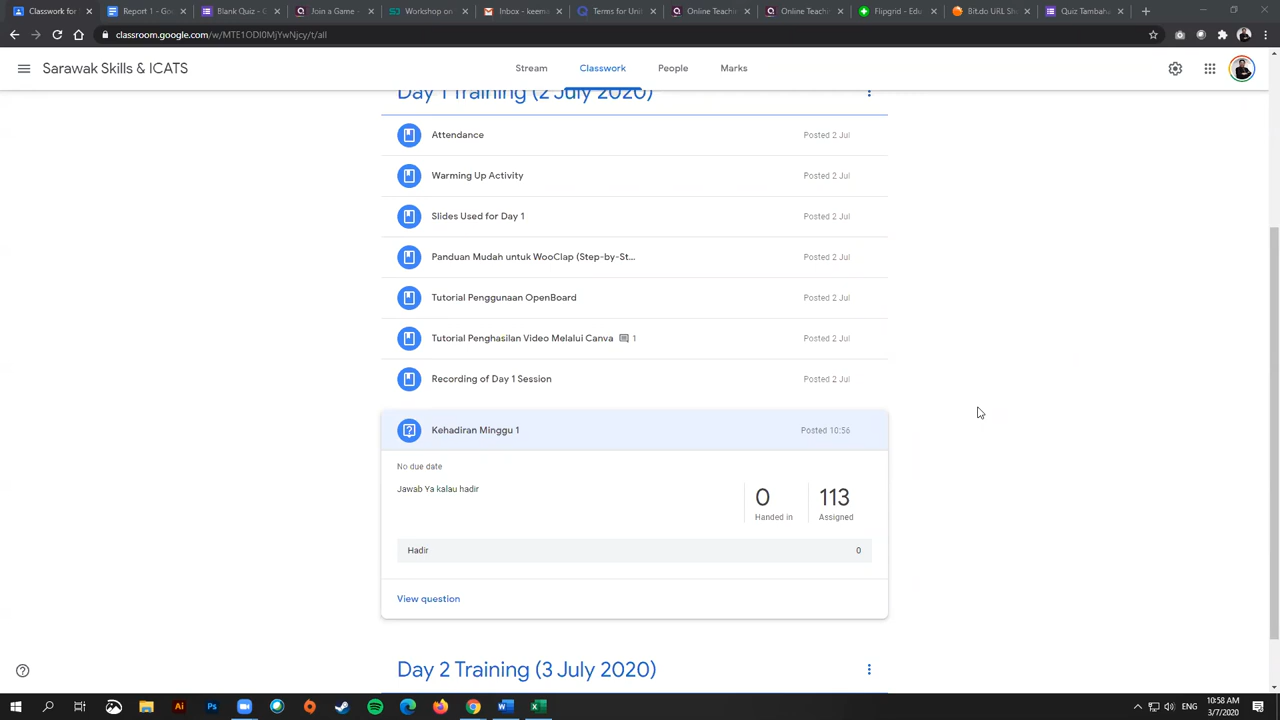 Classroom for
Report 1 - ICO
Blank Quiz - G
Join a Game -
Workshop on
Inbox - keem
Terms for Uni
Online Teachi
Online Teachi
Flipgrid - Edu
Bit.do URL Sh
Quiz Tambaha
classroom.google.com/w/MTE1ODI0MjYwNjcy/t/all
Sarawak Skills & ICATS
Stream
Classwork
People
Marks
Day 1 Training (2 July 2020)
Attendance
Posted 2 Jul
Warming Up Activity
Posted 2 Jul
Slides Used for Day 1
Posted 2 Jul
Panduan Mudah untuk WooClap (Step-by-St...
Posted 2 Jul
Tutorial Penggunaan OpenBoard
Posted 2 Jul
Tutorial Penghasilan Video Melalui Canva 1
Posted 2 Jul
Recording of Day 1 Session
Posted 2 Jul
Kehadiran Minggu 1
Posted 10:56
No due date
Jawab Ya kalau hadir
0
Handed in
113
Assigned
Hadir
0
View question
Day 2 Training (3 July 2020)
ENG
10:58 AM
3/7/2020